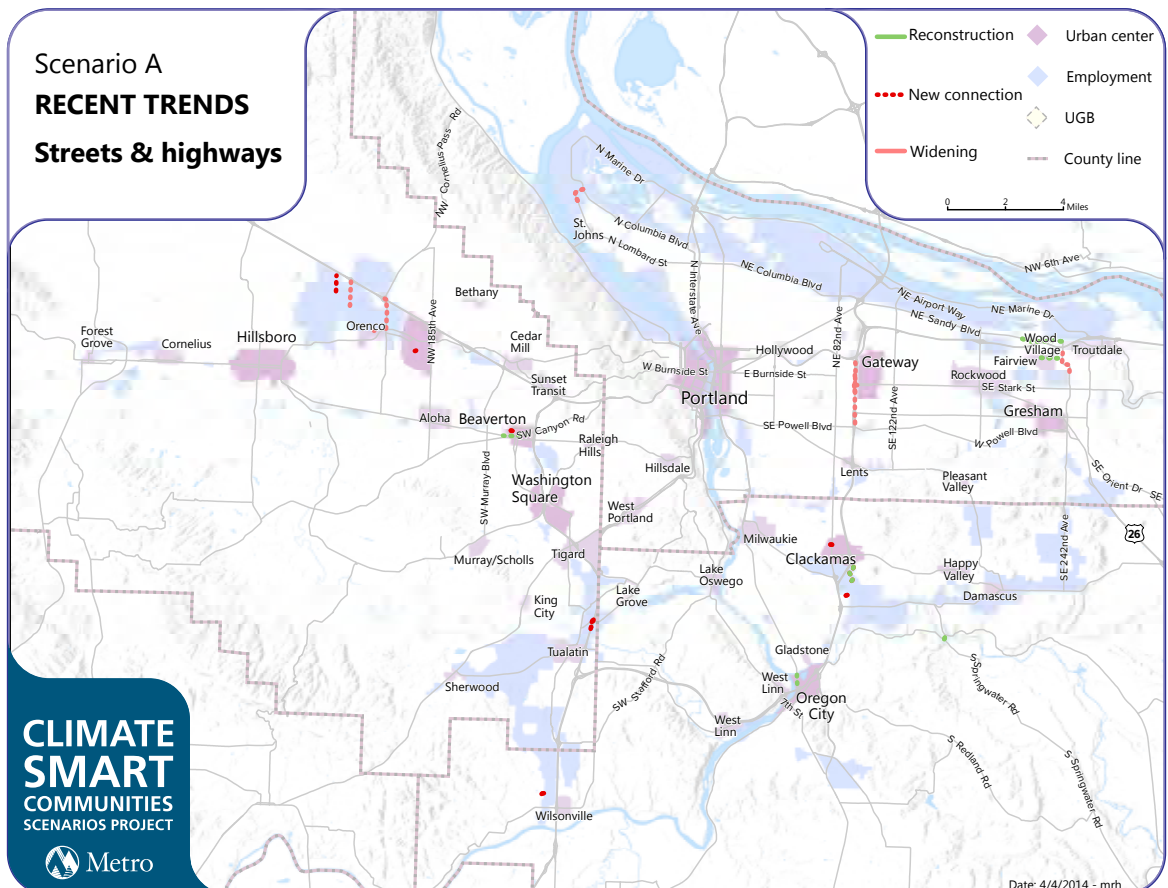 Scenario A
RECENT TRENDS
Streets & highways
Reconstruction
New connection
Widening
Urban center
Employment
UGB
County line
0 2 4 Miles
NW Cornelius Pass Rd
N Marine Dr
St.
Johns
N Columbia Blvd
N Lombard St
N Interstate Ave
NE Columbia Blvd
NW 6th Ave
NE Airport Way
NE Marine Dr
NE Sandy Blvd
NE 82nd Ave
Bethany
NW 185th Ave
Orenco
Forest
Grove
Cornelius
Hillsboro
Cedar
Mill
Sunset
Transit
W Burnside St
Hollywood
E Burnside St
Portland
Gateway
Wood
Village
Troutdale
Fairview
Rockwood
SE Stark St
Gresham
SE 122nd Ave
SE Powell Blvd
W Powell Blvd
Aloha
Beaverton
SW Canyon Rd
Raleigh
Hills
Hillsdale
SW Murray Blvd
Washington
Square
West
Portland
Lents
Pleasant
Valley
SE Orient Dr
SE
26
SE 242nd Ave
Murray/Scholls
Tigard
Milwaukie
Clackamas
Happy
Valley
Damascus
Lake
Oswego
Lake
Grove
King
City
Tualatin
Sherwood
SW Stafford Rd
Gladstone
West
Linn
Oregon
City
7th St
West
Linn
S Springwater Rd
S Redland Rd
S Springwater Rd
Wilsonville
CLIMATE
SMART
COMMUNITIES
SCENARIOS PROJECT
Metro
Date: 4/4/2014 - mrh